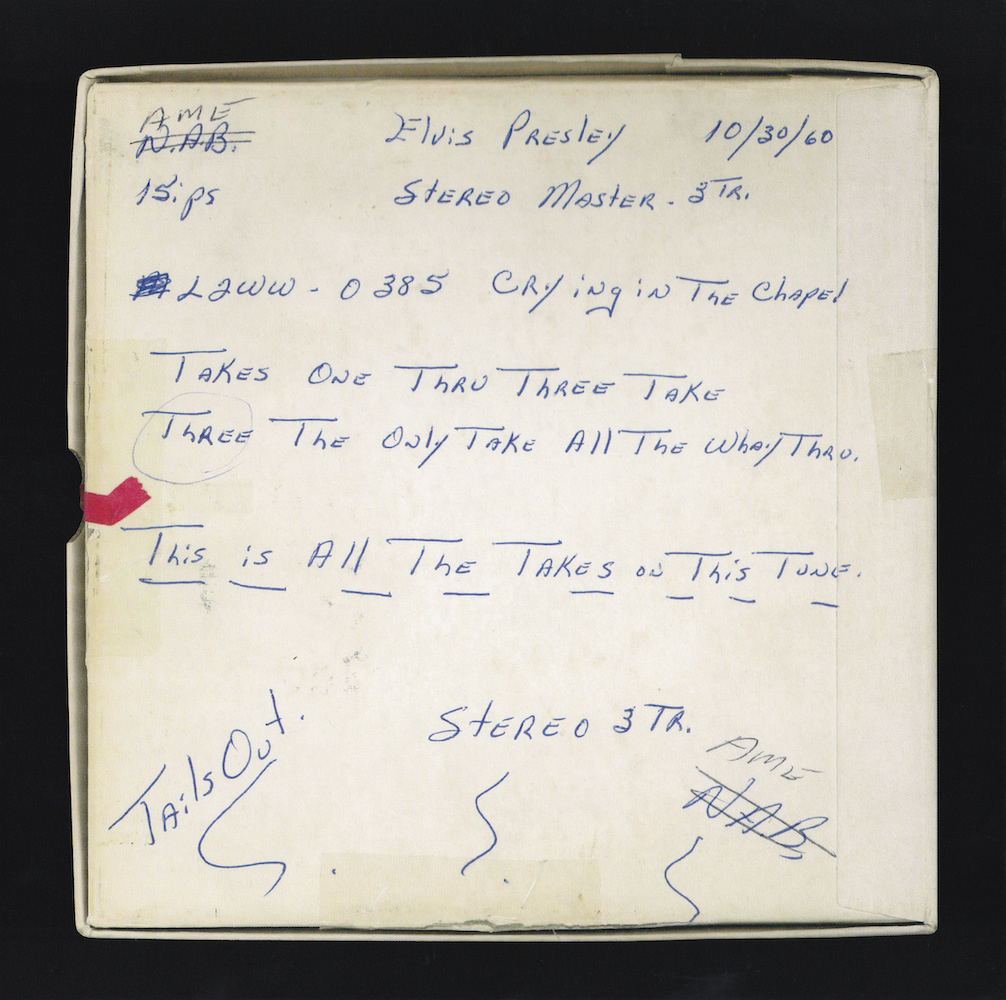 AME
N.A.B. Elvis Presley 10/30/60
15ips Stereo Master - 3 TR.
L2WW - 0385 Crying in The Chapel
Takes One Thru Three Take
Three The Only Take All The Whay Thru.
This is All The Takes on This Tune.
Tails Out.
Stereo 3 TR.
AME
NAB